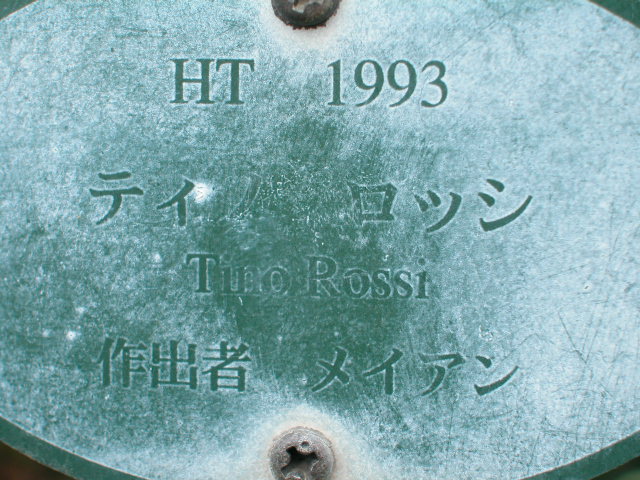 HT 1993
ティノ ロッシ
Tino Rossi
作出者 メイアン